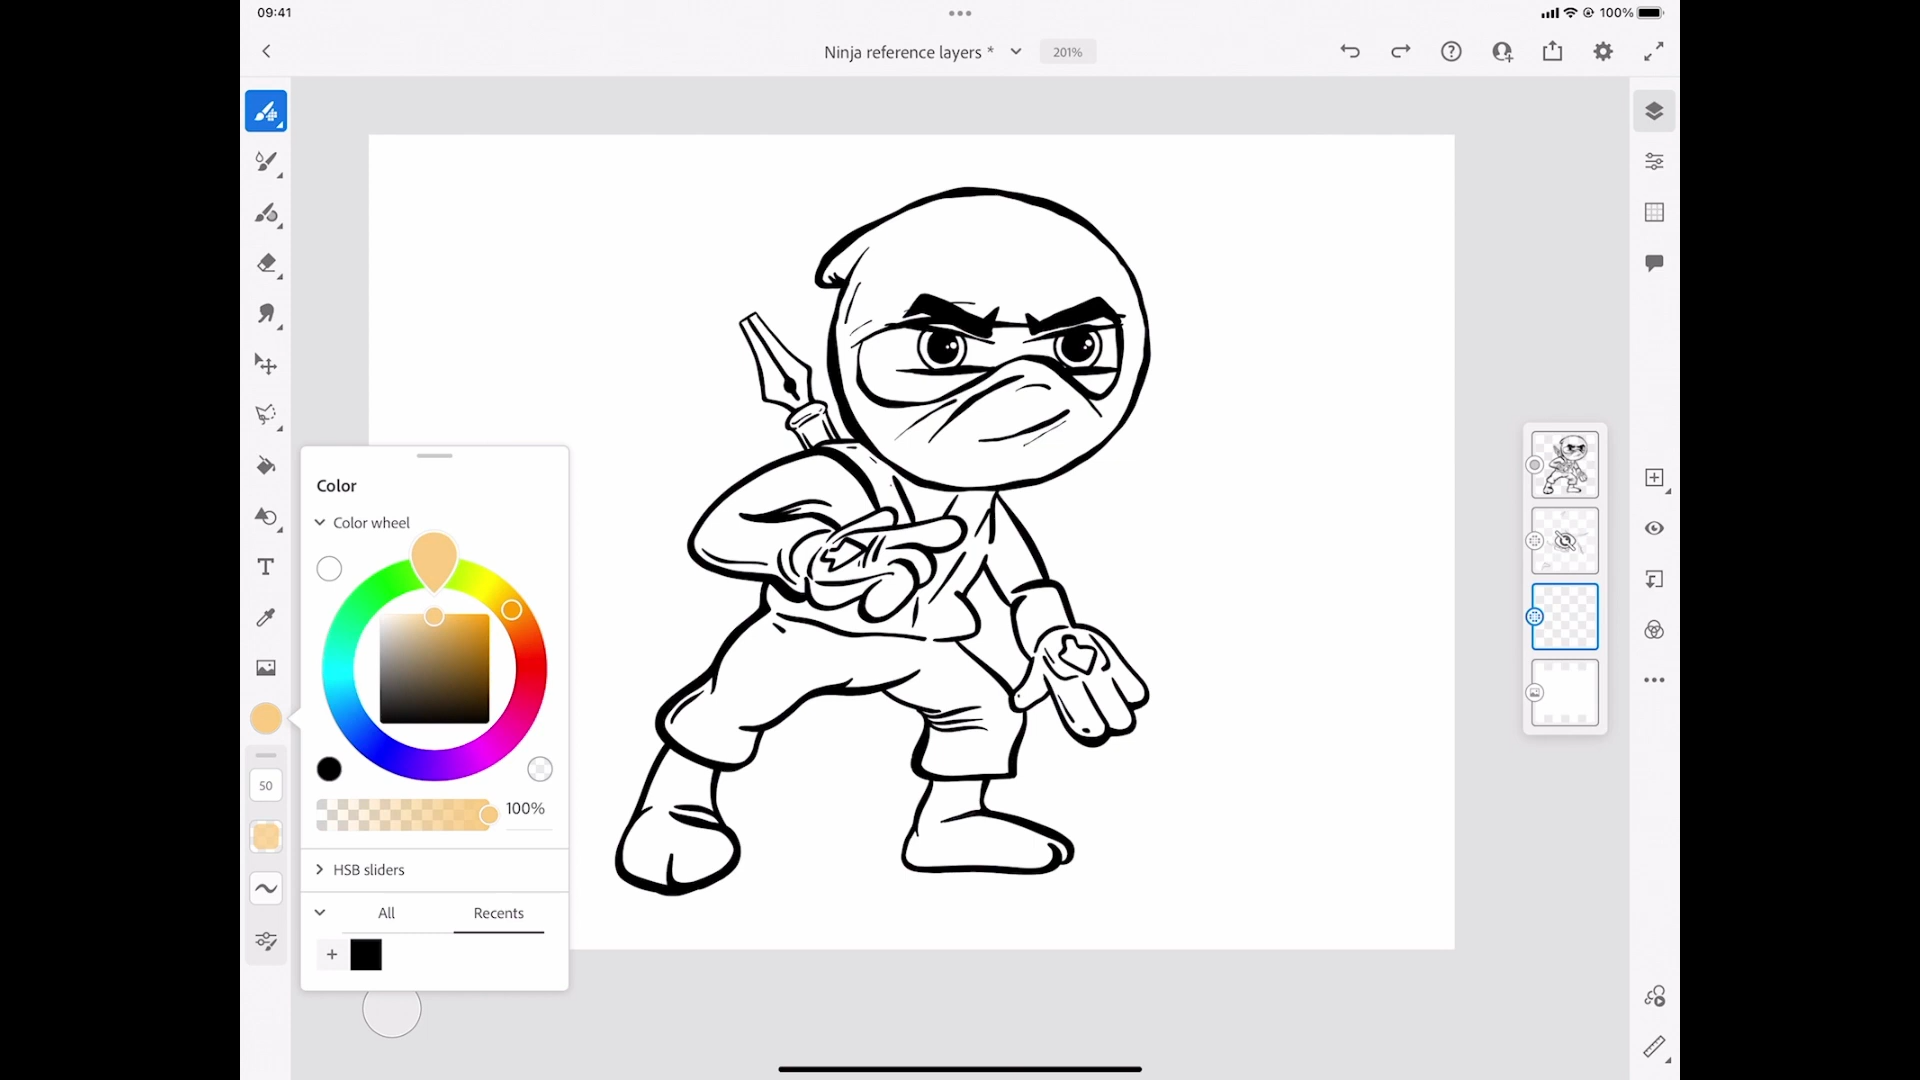 09:41
100%
Ninja reference layers *
201%
T
Color
Color wheel
50
100%
HSB sliders
All
Recents